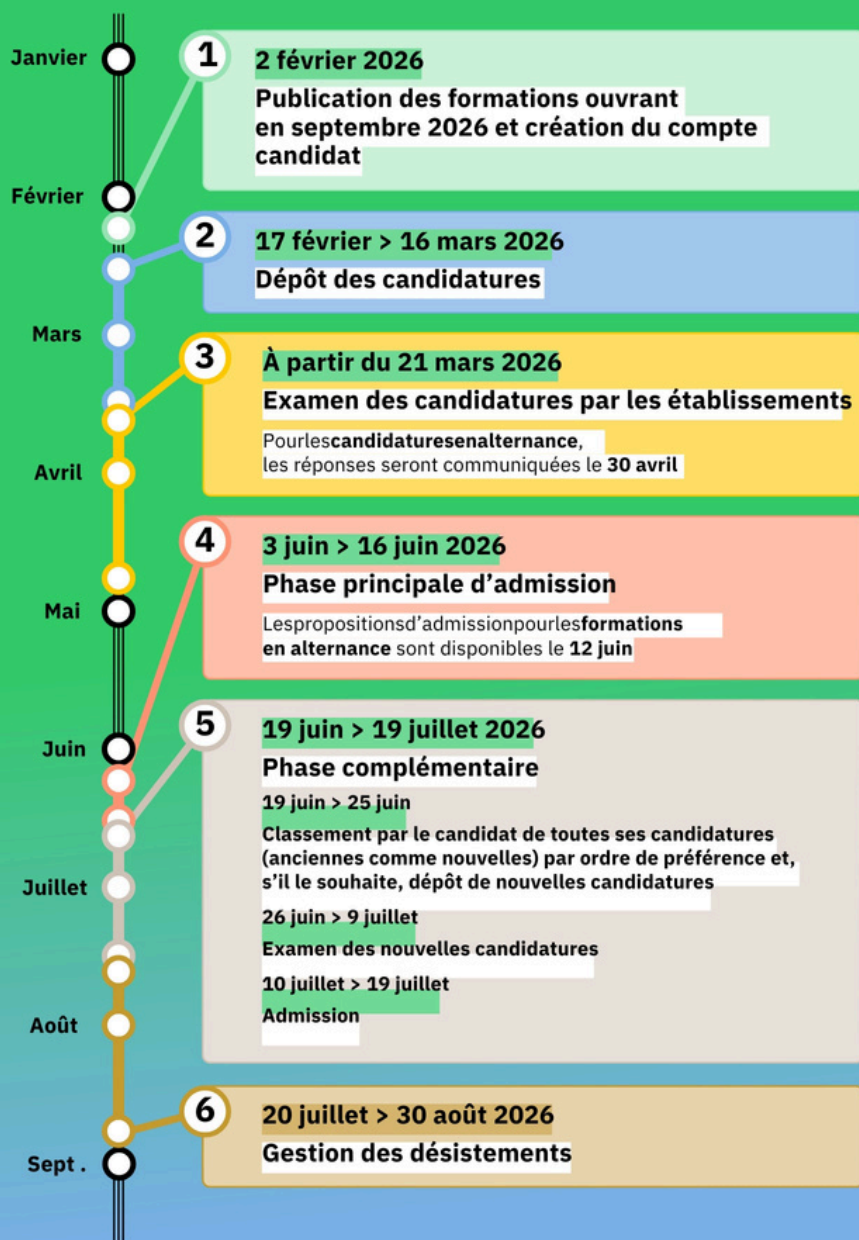 Janvier
1
2 février 2026
Publication des formations ouvrant
en septembre 2026 et création du compte
candidat
Février
2
17 février > 16 mars 2026
Dépôt des candidatures
Mars
3
À partir du 21 mars 2026
Examen des candidatures par les établissements
Pourlescandidaturesenalternance,
les réponses seront communiquées le 30 avril
Avril
4
3 juin > 16 juin 2026
Phase principale d’admission
Lespropositionsd’admissionpourlesformations
en alternance sont disponibles le 12 juin
Mai
5
19 juin > 19 juillet 2026
Phase complémentaire
19 juin > 25 juin
Classement par le candidat de toutes ses candidatures
(anciennes comme nouvelles) par ordre de préférence et,
s’il le souhaite, dépôt de nouvelles candidatures
26 juin > 9 juillet
Examen des nouvelles candidatures
10 juillet > 19 juillet
Admission
Juin
Juillet
Août
6
20 juillet > 30 août 2026
Gestion des désistements
Sept .